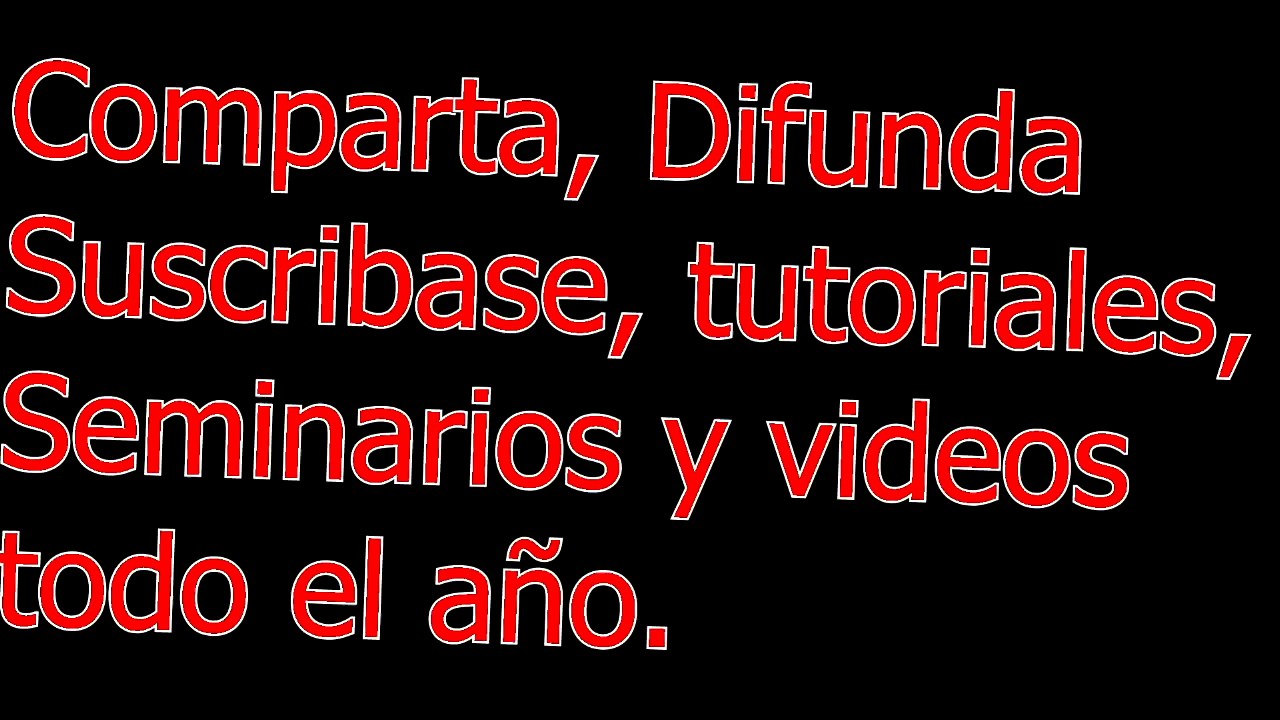 Comparta, Difunda
Suscribase, tutoriales,
Seminarios y videos
todo el año.